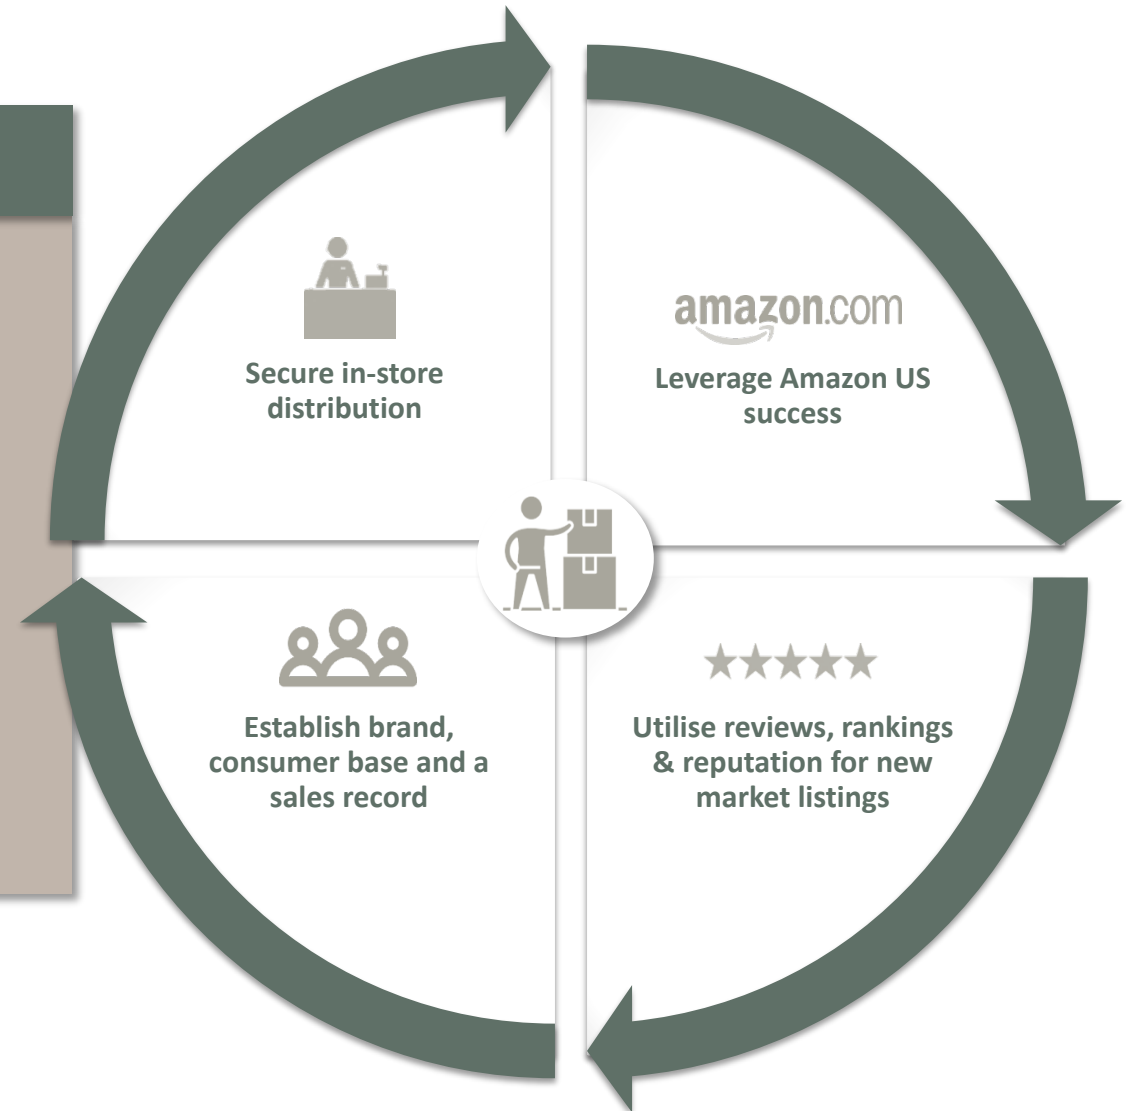 Secure in-store
distribution
amazon.com
Leverage Amazon US
success
Establish brand,
consumer base and a
sales record
Utilise reviews, rankings
& reputation for new
market listings